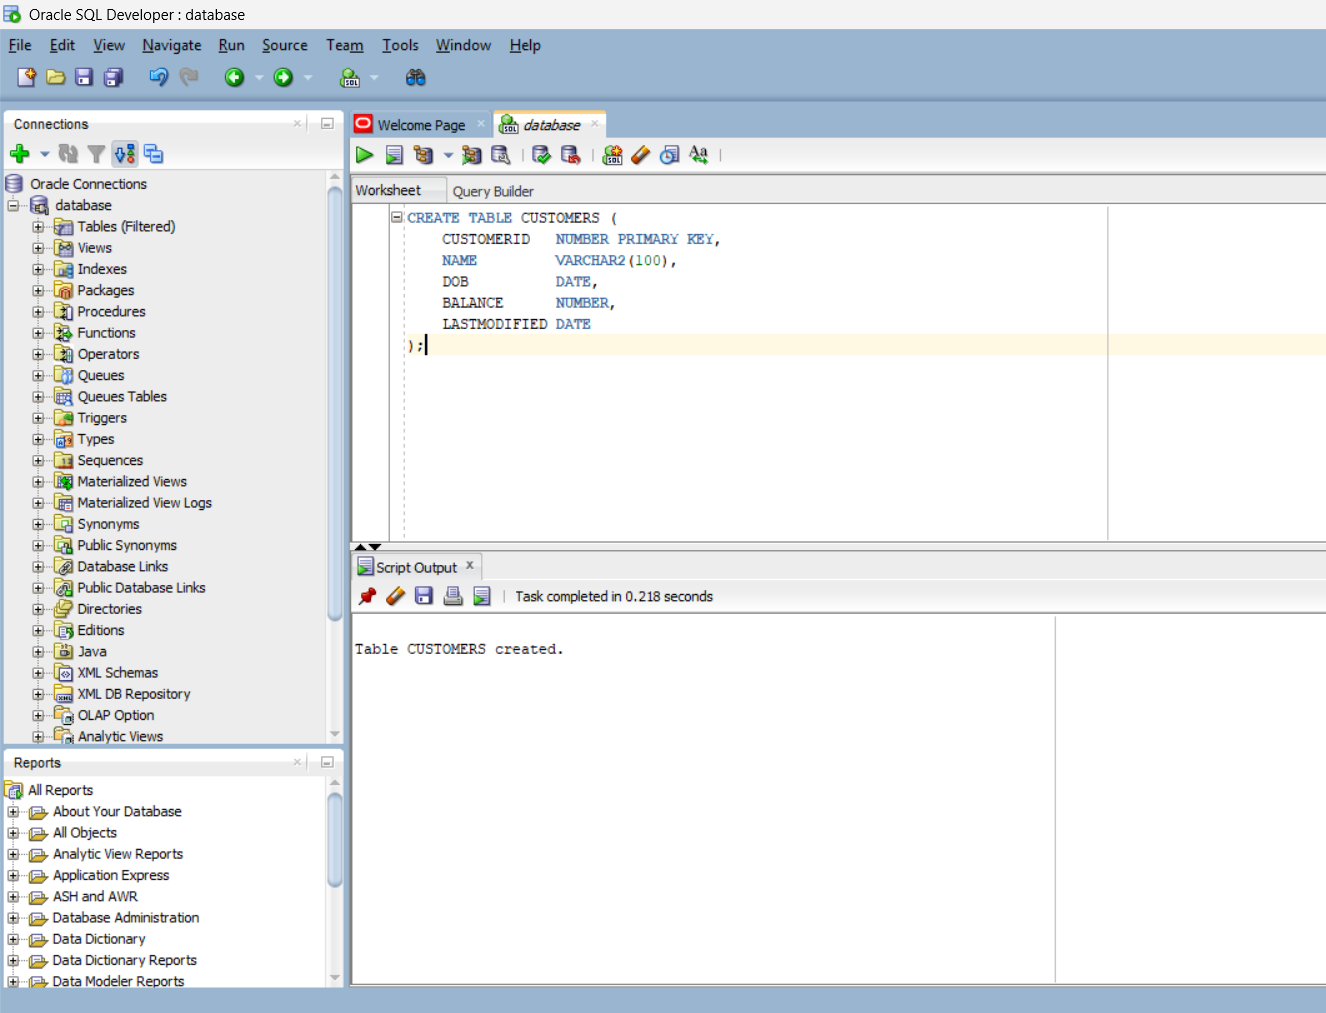 Oracle SQL Developer : database
File Edit View Navigate Run Source Team Tools Window Help
Connections
Oracle Connections
database
Tables (Filtered)
Views
Indexes
Packages
Procedures
Functions
Operators
Queues
Queues Tables
Triggers
Types
Sequences
Materialized Views
Materialized View Logs
Synonyms
Public Synonyms
Database Links
Public Database Links
Directories
Editions
Java
XML Schemas
XML DB Repository
OLAP Option
Analytic Views
Reports
All Reports
About Your Database
All Objects
Analytic View Reports
Application Express
ASH and AWR
Database Administration
Data Dictionary
Data Dictionary Reports
Data Modeler Reports
Welcome Page database
Worksheet Query Builder
CREATE TABLE CUSTOMERS (
CUSTOMERID NUMBER PRIMARY KEY,
NAME VARCHAR2(100),
DOB DATE,
BALANCE NUMBER,
LASTMODIFIED DATE
);
Script Output
Task completed in 0.218 seconds
Table CUSTOMERS created.